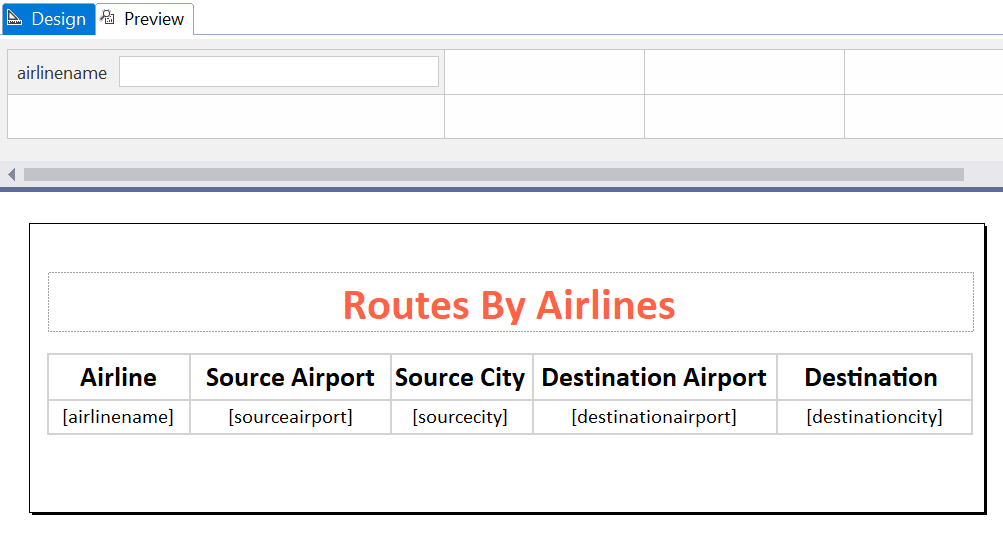 Design Preview
airlinename
Routes By Airlines
Airline Source Airport Source City Destination Airport Destination
[airlinename] [sourceairport] [sourcecity] [destinationairport] [destinationcity]